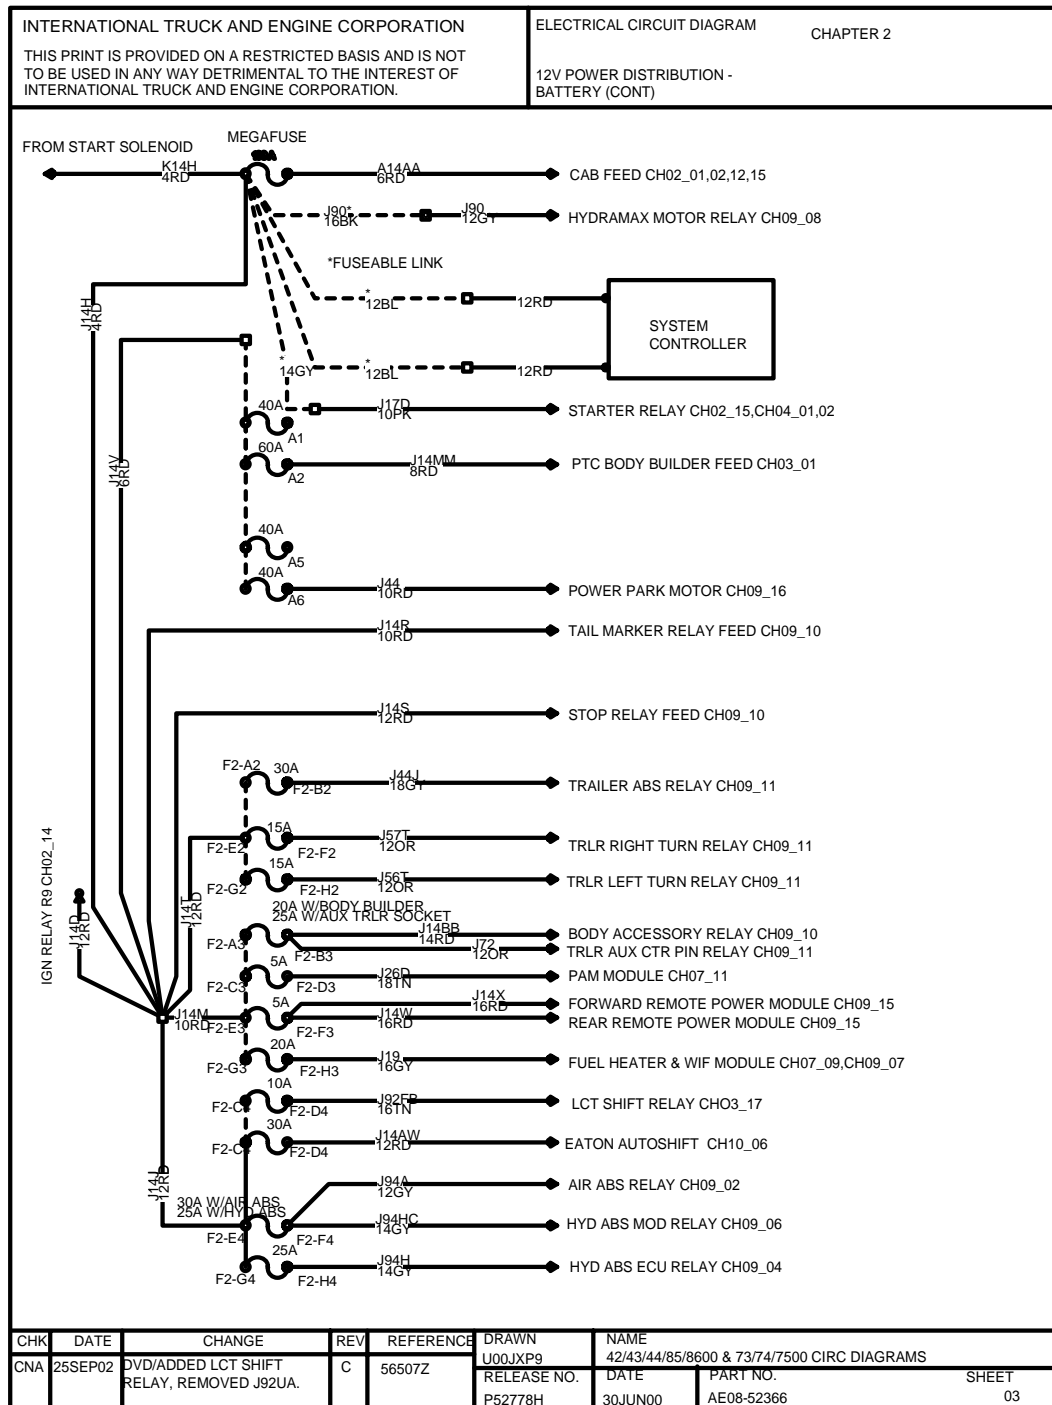 INTERNATIONAL TRUCK AND ENGINE CORPORATION
THIS PRINT IS PROVIDED ON A RESTRICTED BASIS AND IS NOT
TO BE USED IN ANY WAY DETRIMENTAL TO THE INTEREST OF
INTERNATIONAL TRUCK AND ENGINE CORPORATION.
ELECTRICAL CIRCUIT DIAGRAM
CHAPTER 2
12V POWER DISTRIBUTION -
BATTERY (CONT)
FROM START SOLENOID
MEGAFUSE
K14H
4RD
A14AA
6RD
CAB FEED CH02_01,02,12,15
J90*
16BK
J90
12GY
HYDRAMAX MOTOR RELAY CH09_08
*FUSEABLE LINK
J14H
4RD
*
12BL
12RD
SYSTEM
CONTROLLER
*
14GY
*
12BL
12RD
40A
A1
J17D
10PK
STARTER RELAY CH02_15,CH04_01,02
J14V
6RD
60A
A2
J14MM
8RD
PTC BODY BUILDER FEED CH03_01
40A
A5
40A
A6
J44
10RD
POWER PARK MOTOR CH09_16
J14R
10RD
TAIL MARKER RELAY FEED CH09_10
J14S
12RD
STOP RELAY FEED CH09_10
F2-A2
30A
F2-B2
J44J
18GY
TRAILER ABS RELAY CH09_11
15A
F2-E2
F2-F2
J57T
12OR
TRLR RIGHT TURN RELAY CH09_11
15A
F2-G2
F2-H2
J56T
12OR
TRLR LEFT TURN RELAY CH09_11
IGN RELAY R9 CH02_14
J14D
12RD
J14T
12RD
20A W/BODY BUILDER
25A W/AUX TRLR SOCKET
F2-A3
F2-B3
J14BB
14RD
BODY ACCESSORY RELAY CH09_10
J72
12OR
TRLR AUX CTR PIN RELAY CH09_11
5A
F2-C3
F2-D3
J26D
18TN
PAM MODULE CH07_11
J14X
16RD
FORWARD REMOTE POWER MODULE CH09_15
J14M
10RD
5A
F2-E3
F2-F3
J14W
16RD
REAR REMOTE POWER MODULE CH09_15
20A
F2-G3
F2-H3
J19
16GY
FUEL HEATER & WIF MODULE CH07_09,CH09_07
10A
F2-C4
F2-D4
J92FB
16TN
LCT SHIFT RELAY CHO3_17
30A
F2-C4
F2-D4
J14AW
12RD
EATON AUTOSHIFT CH10_06
J14J
12RD
J94A
12GY
AIR ABS RELAY CH09_02
30A W/AIR ABS
25A W/HYD ABS
F2-E4
F2-F4
J94HC
14GY
HYD ABS MOD RELAY CH09_06
25A
F2-G4
F2-H4
J94H
14GY
HYD ABS ECU RELAY CH09_04
CHK DATE CHANGE REV REFERENCE
CNA 25SEP02 DVD/ADDED LCT SHIFT
RELAY, REMOVED J92UA.
C 56507Z
DRAWN
U00JXP9
NAME
42/43/44/85/8600 & 73/74/7500 CIRC DIAGRAMS
RELEASE NO.
P52778H
DATE
30JUN00
PART NO.
AE08-52366
SHEET
03